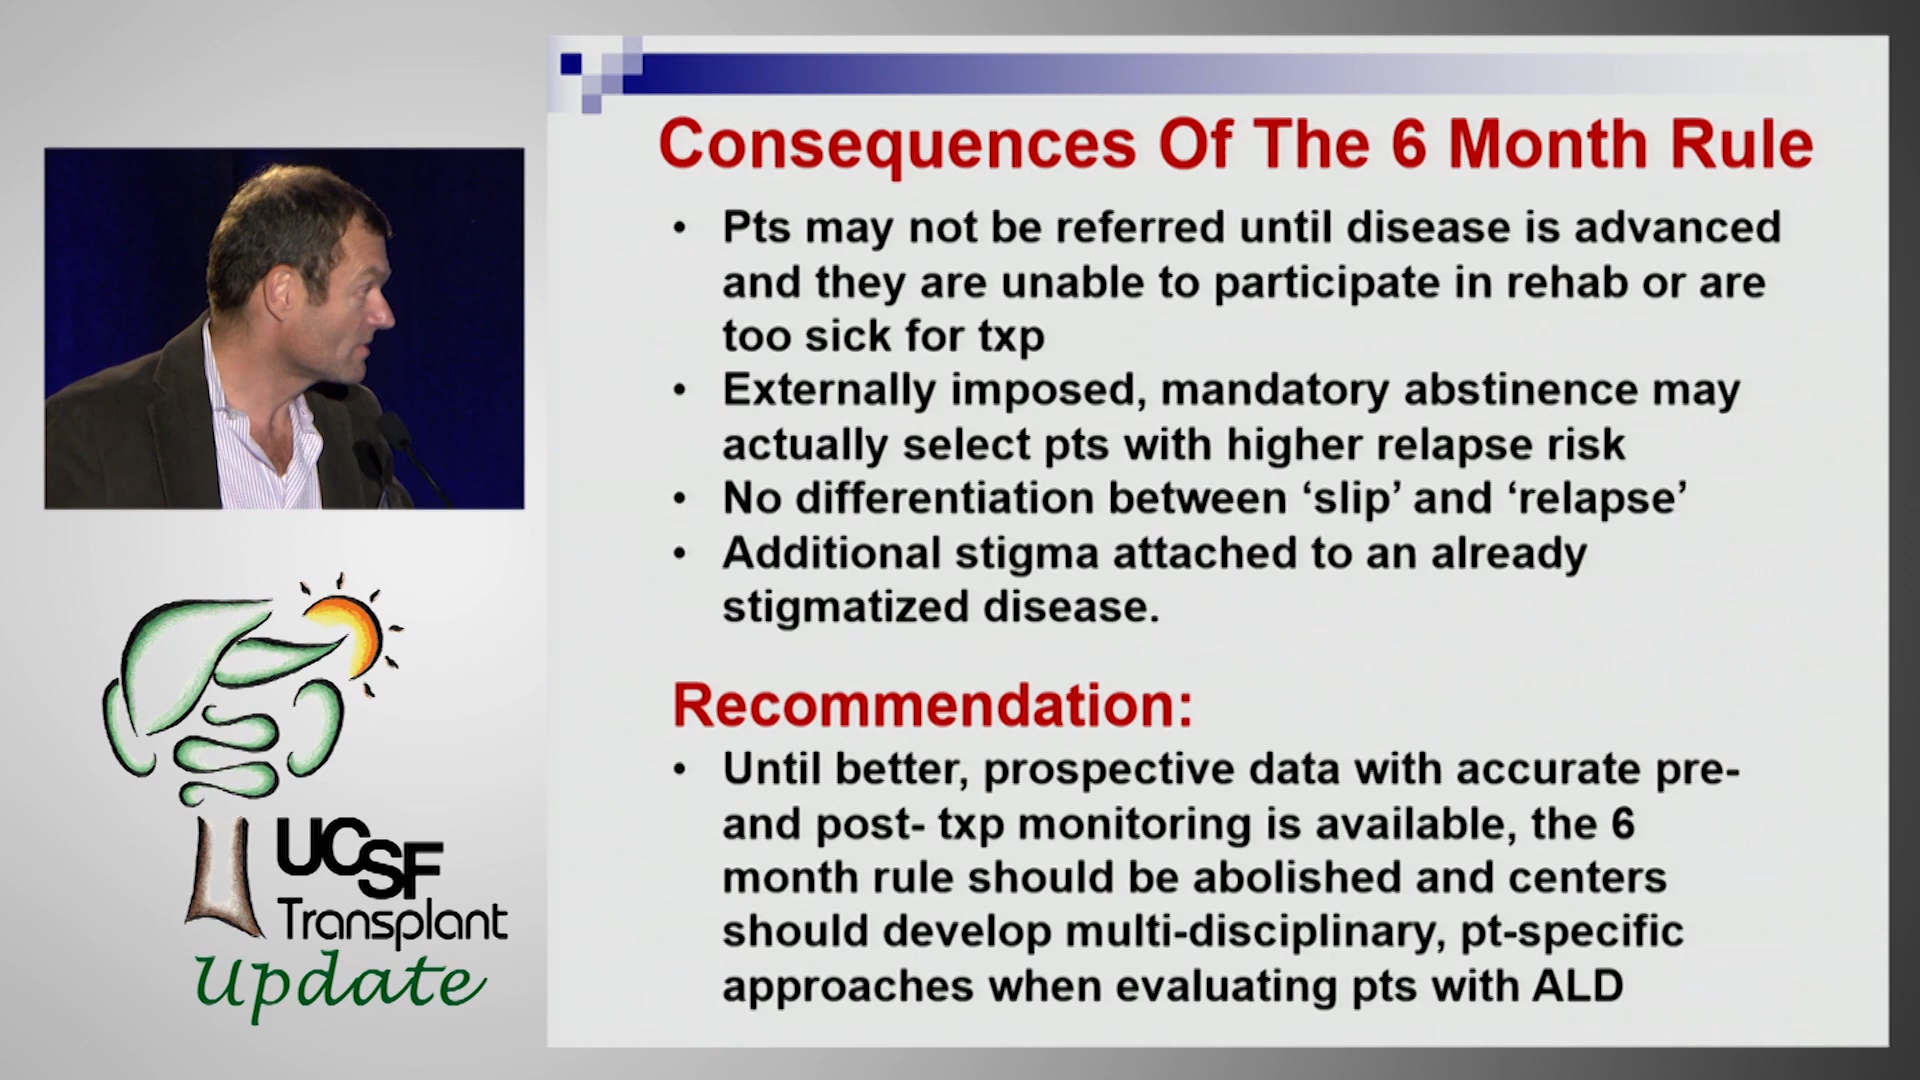 Consequences Of The 6 Month Rule
• Pts may not be referred until disease is advanced
and they are unable to participate in rehab or are
too sick for txp
• Externally imposed, mandatory abstinence may
actually select pts with higher relapse risk
• No differentiation between ‘slip’ and ‘relapse’
• Additional stigma attached to an already
stigmatized disease.
Recommendation:
• Until better, prospective data with accurate pre-
and post- txp monitoring is available, the 6
month rule should be abolished and centers
should develop multi-disciplinary, pt-specific
approaches when evaluating pts with ALD
UCSF
Transplant
Update